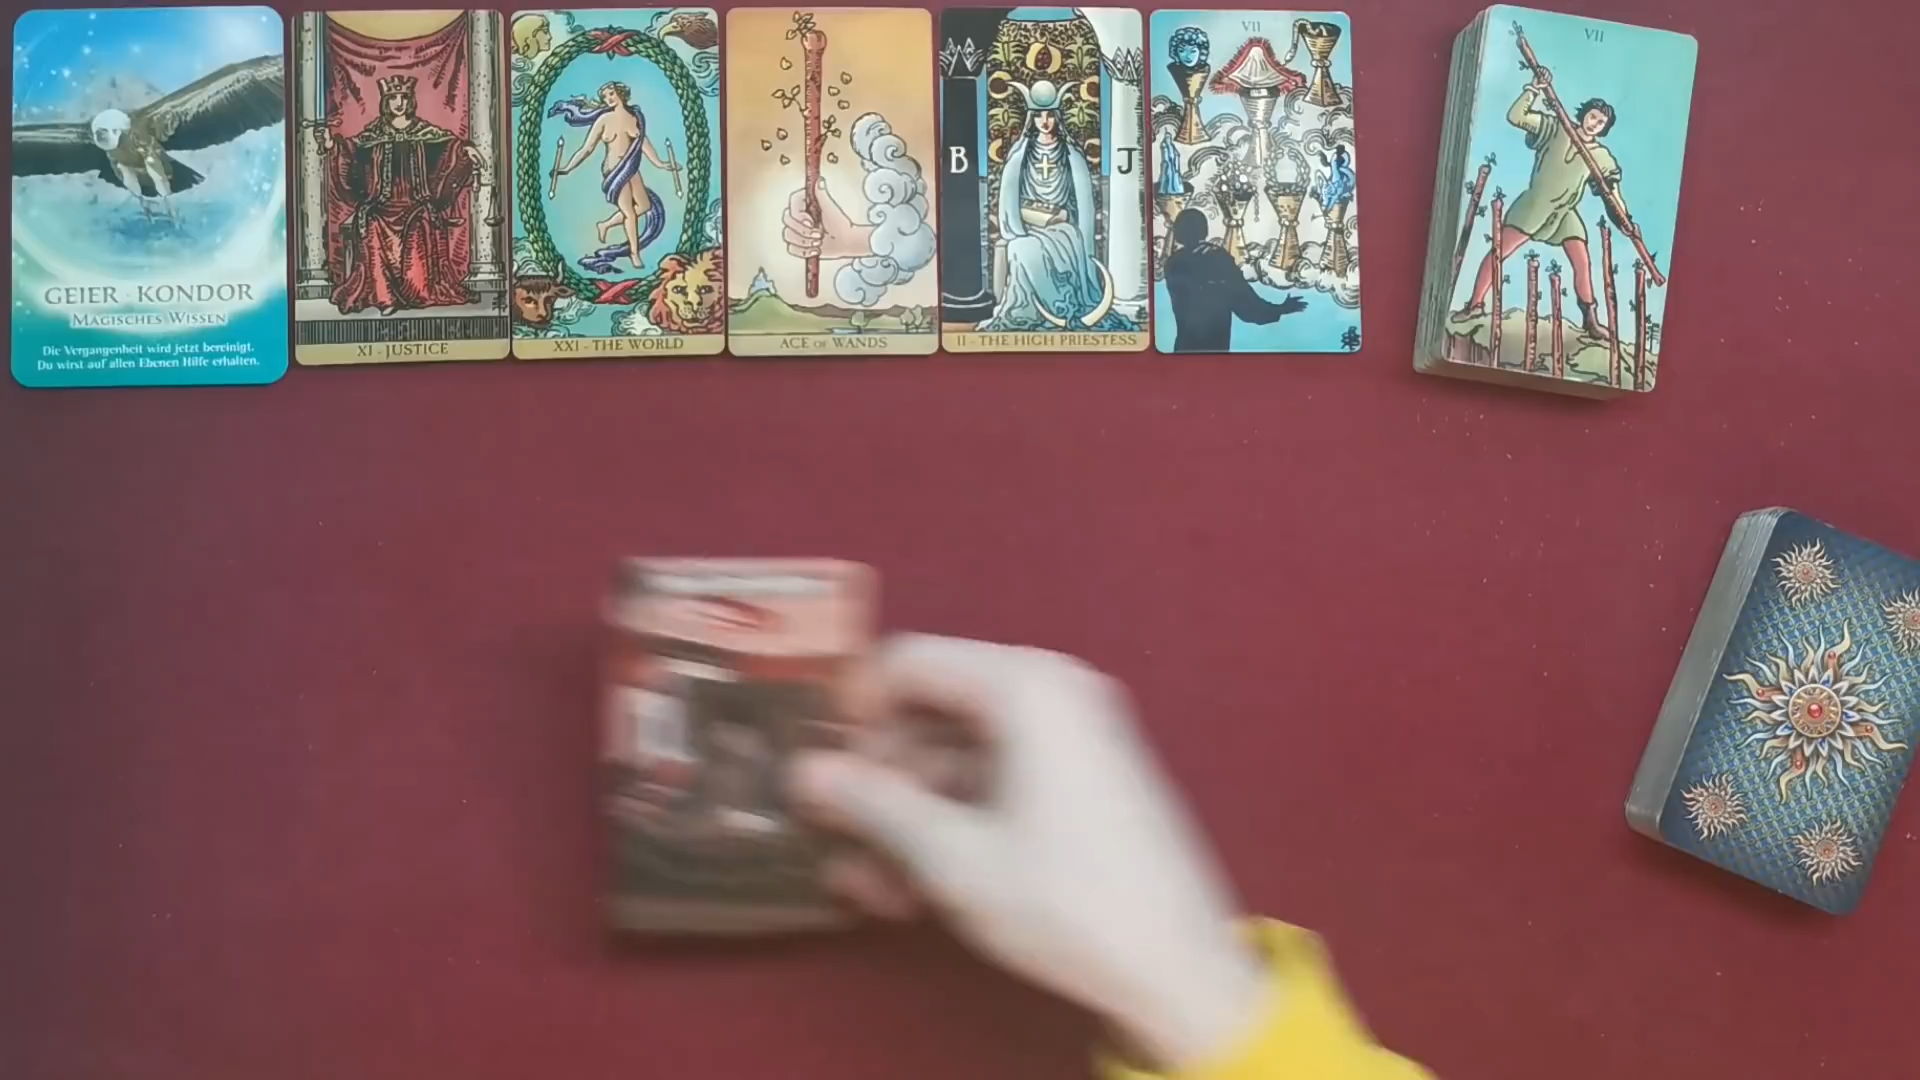 GEIER · KONDOR
MAGISCHES WISSEN
Die Vergangenheit wird jetzt bereinigt.
Du wirst auf allen Ebenen Hilfe erhalten.
XI - JUSTICE
XXI - THE WORLD
ACE OF WANDS
B
J
II - THE HIGH PRIESTESS
VII
VII